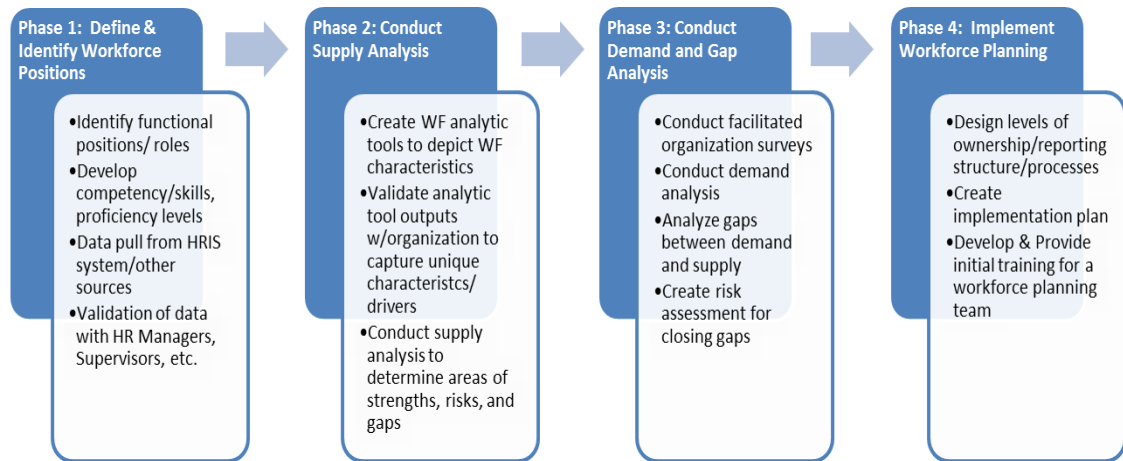 Phase 1:  Define &
Identify Workforce
Positions
•Identify functional
positions/ roles
•Develop
competency/skills,
proficiency levels
•Data pull from HRIS
system/other
sources
•Validation of data
with HR Managers,
Supervisors, etc.
Phase 2: Conduct
Supply Analysis
•Create WF analytic
tools to depict WF
characteristics
•Validate analytic
tool outputs
w/organization to
capture unique
characteristcs/
drivers
•Conduct supply
analysis to
determine areas of
strengths, risks, and
gaps
Phase 3: Conduct
Demand and Gap
Analysis
•Conduct facilitated
organization surveys
•Conduct demand
analysis
•Analyze gaps
between demand
and supply
•Create risk
assessment for
closing gaps
Phase 4:  Implement
Workforce Planning
•Design levels of
ownership/reporting
structure/processes
•Create
implementation plan
•Develop & Provide
initial training for a
workforce planning
team